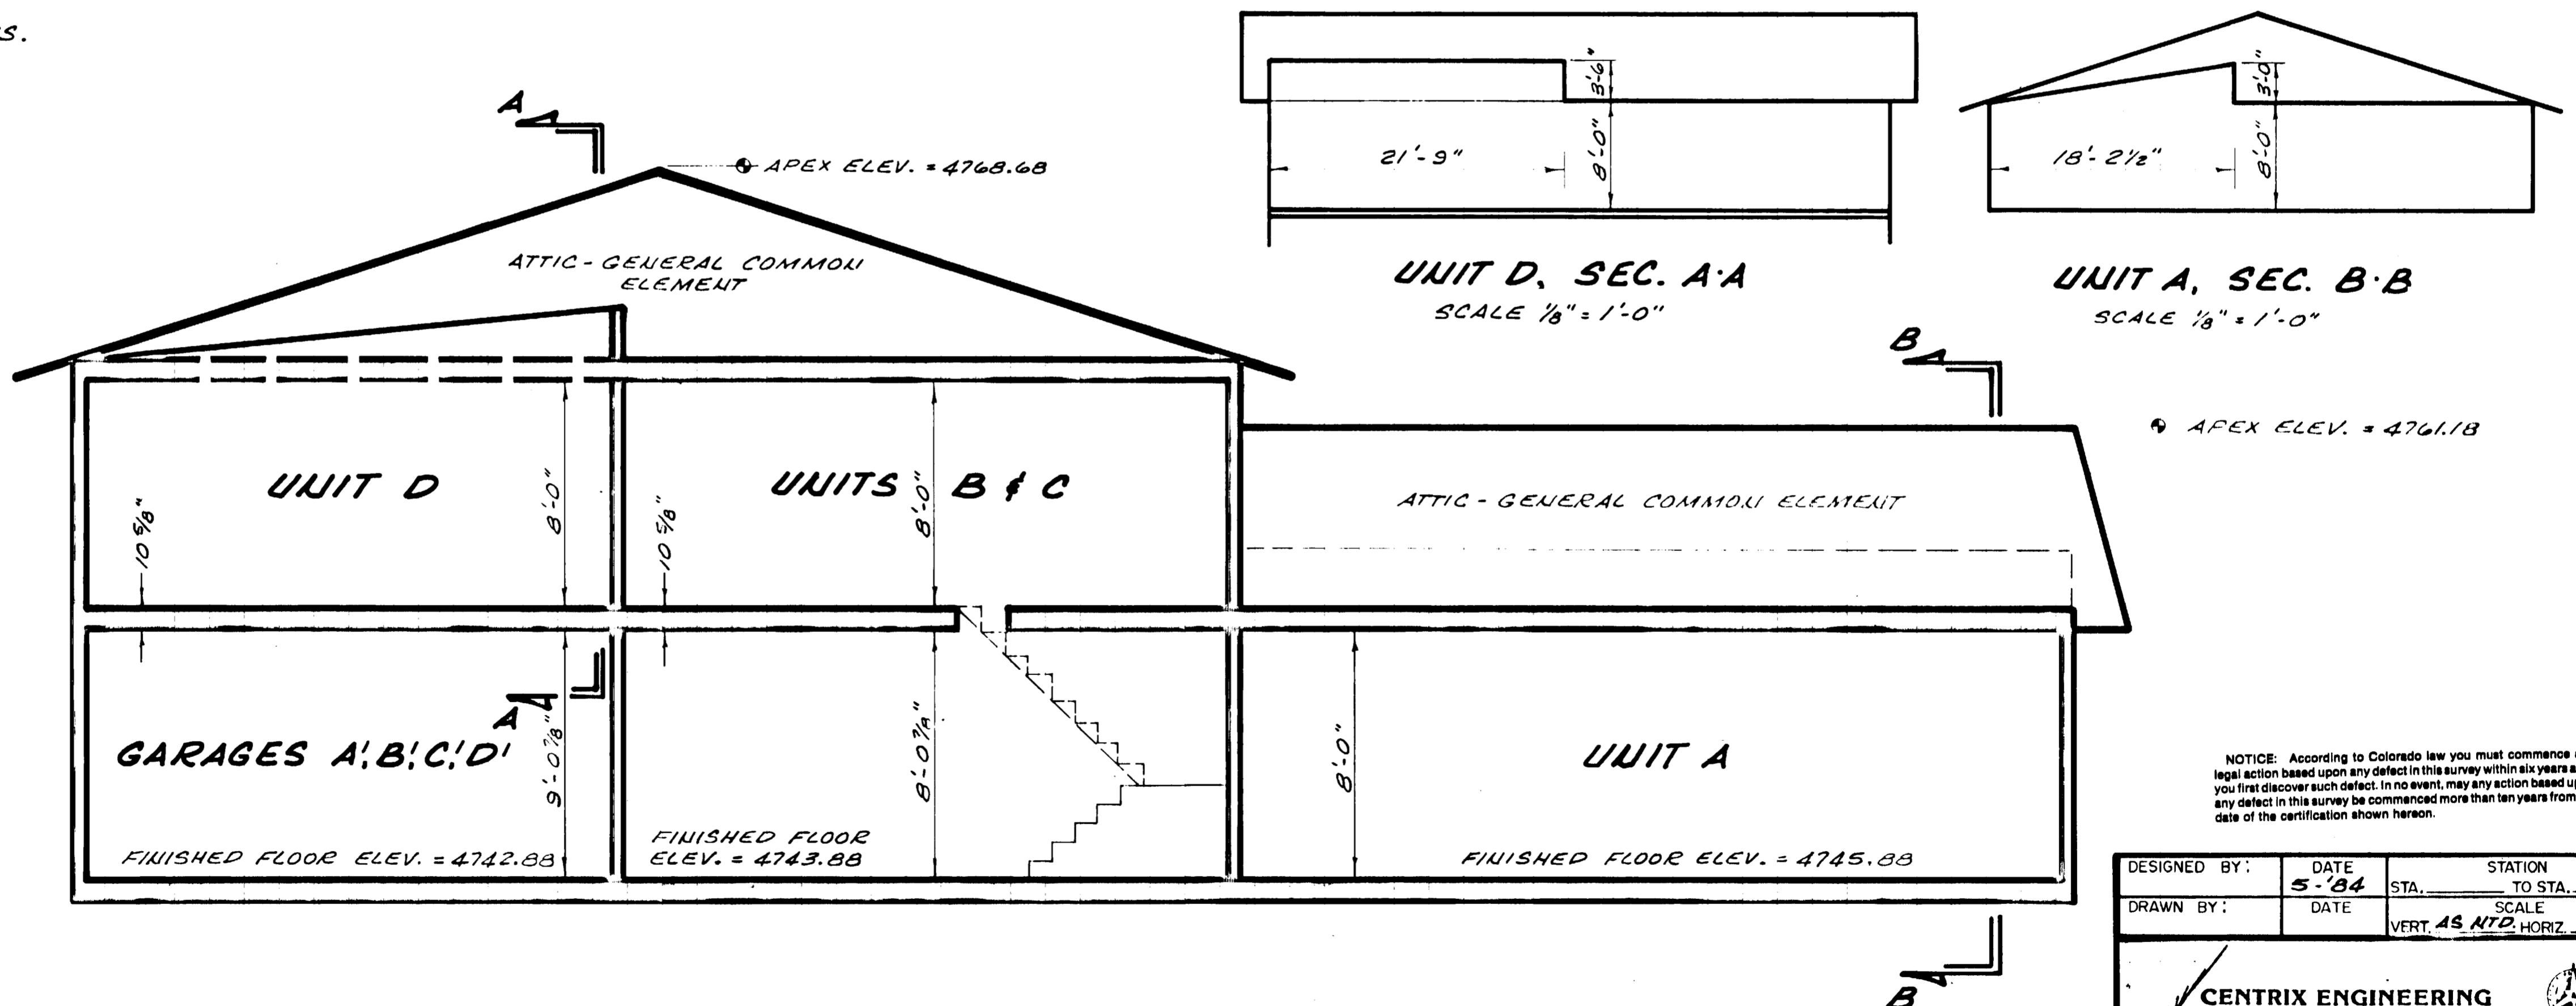 S.
A
APEX ELEV. = 4768.68
ATTIC - GENERAL COMMON
ELEMENT
3'-6"
21'-9"
8'-0"
UNIT D, SEC. A-A
SCALE 1/8" = 1'-0"
3'-0"
18'-2 1/2"
8'-0"
UNIT A, SEC. B-B
SCALE 1/8" = 1'-0"
B
APEX ELEV. = 4761.18
UNIT D
10 5/8"
8'-0"
UNITS B & C
10 5/8"
8'-0"
ATTIC - GENERAL COMMON ELEMENT
A
GARAGES A', B', C', D'
9'-0 7/8"
FINISHED FLOOR ELEV. = 4742.88
8'-0 7/8"
FINISHED FLOOR
ELEV. = 4743.88
8'-0"
UNIT A
FINISHED FLOOR ELEV. = 4745.88
B
NOTICE: According to Colorado law you must commence
legal action based upon any defect in this survey within six years
you first discover such defect. In no event, may any action based
any defect in this survey be commenced more than ten years from
date of the certification shown hereon.
DESIGNED BY: DATE STATION
5-'84 STA. TO STA.
DRAWN BY: DATE SCALE
VERT. AS NTD. HORIZ.
CENTRIX ENGINEERING